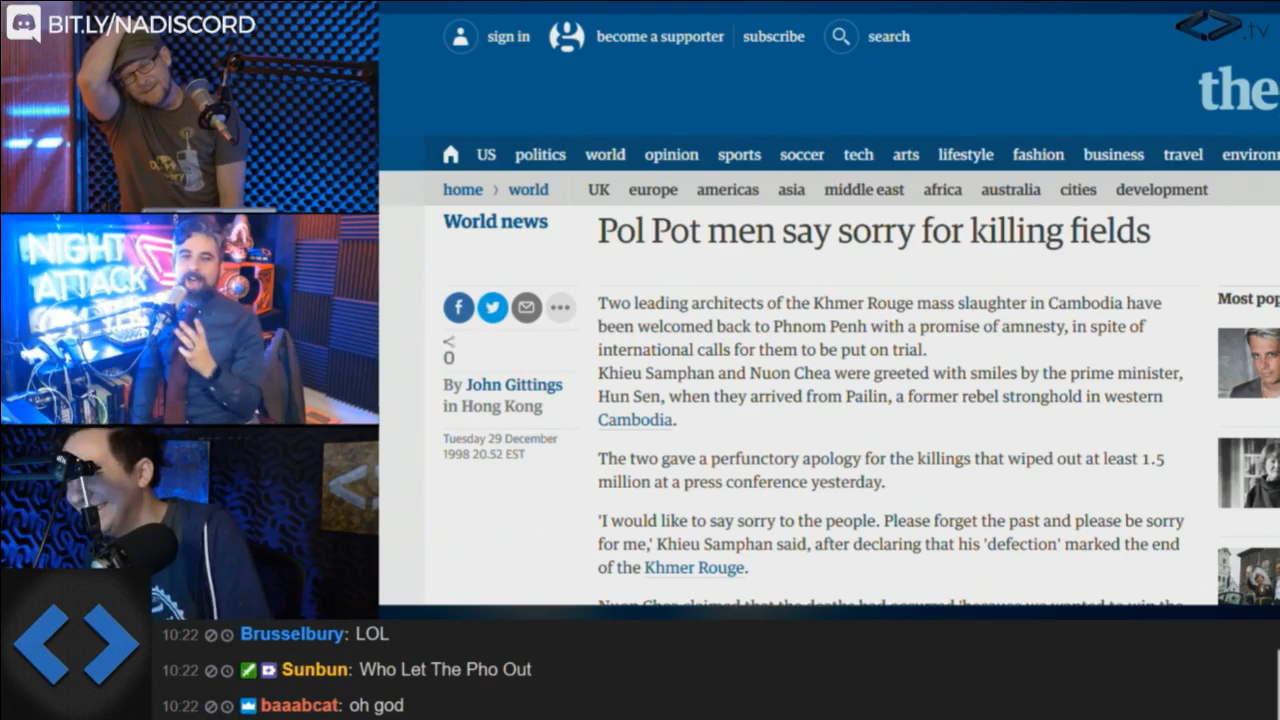 BIT.LY/NADISCORD
NIGHT
ATTACK
sign in
become a supporter
subscribe
search
.tv
the
US politics world opinion sports soccer tech arts lifestyle fashion business travel environ
home › world UK europe americas asia middle east africa australia cities development
World news
Pol Pot men say sorry for killing fields
0
By John Gittings
in Hong Kong
Tuesday 29 December
1998 20.52 EST
Two leading architects of the Khmer Rouge mass slaughter in Cambodia have
been welcomed back to Phnom Penh with a promise of amnesty, in spite of
international calls for them to be put on trial.
Khieu Samphan and Nuon Chea were greeted with smiles by the prime minister,
Hun Sen, when they arrived from Pailin, a former rebel stronghold in western
Cambodia.
The two gave a perfunctory apology for the killings that wiped out at least 1.5
million at a press conference yesterday.
'I would like to say sorry to the people. Please forget the past and please be sorry
for me,' Khieu Samphan said, after declaring that his 'defection' marked the end
of the Khmer Rouge.
Most pop
10:22 Brusselbury: LOL
10:22 Sunbun: Who Let The Pho Out
10:22 baaabcat: oh god